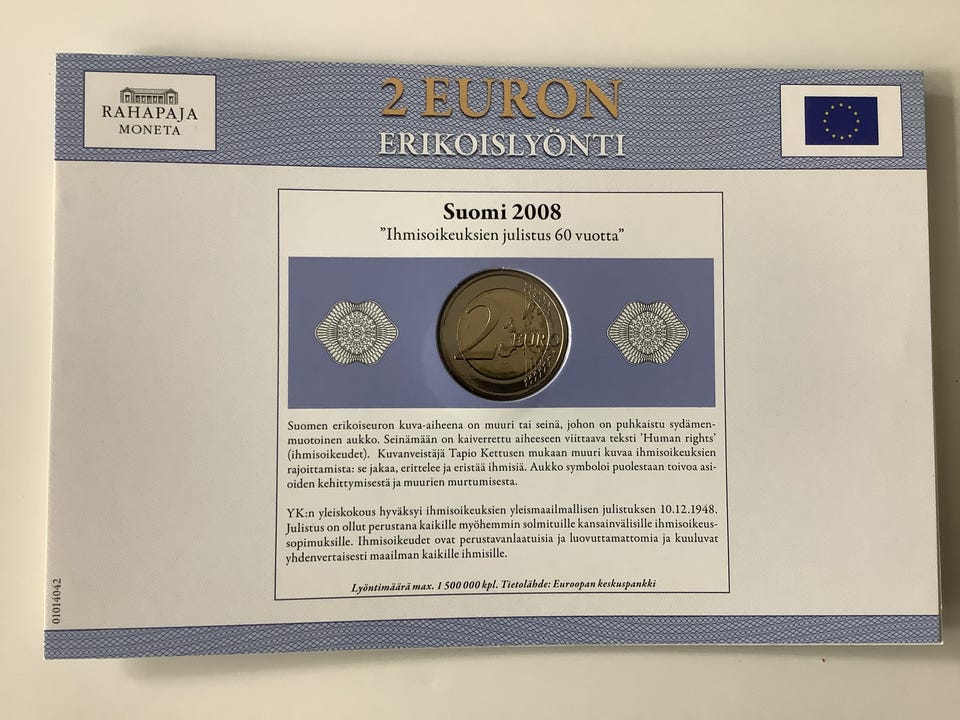 RAHAPAJA
MONETA
2 EURON
ERIKOISLYÖNTI
Suomi 2008
”Ihmisoikeuksien julistus 60 vuotta”
2 EURO
Suomen erikoiseuron kuva-aiheena on muuri tai seinä, johon on puhkaistu sydämen-
muotoinen aukko. Seinämään on kaiverrettu aiheeseen viittaava teksti ’Human rights’
(ihmisoikeudet). Kuvanveistäjä Tapio Kettusen mukaan muuri kuvaa ihmisoikeuksien
rajoittamista: se jakaa, erittelee ja eristää ihmisiä. Aukko symboloi puolestaan toivoa asi-
oiden kehittymisestä ja muurien murtumisesta.
YK:n yleiskokous hyväksyi ihmisoikeuksien yleismaailmallisen julistuksen 10.12.1948.
Julistus on ollut perustana kaikille myöhemmin solmituille kansainvälisille ihmisoikeus-
sopimuksille. Ihmisoikeudet ovat perustavanlaatuisia ja luovuttamattomia ja kuuluvat
yhdenvertaisesti maailman kaikille ihmisille.
Lyöntimäärä max. 1 500 000 kpl. Tietolähde: Euroopan keskuspankki
01014042